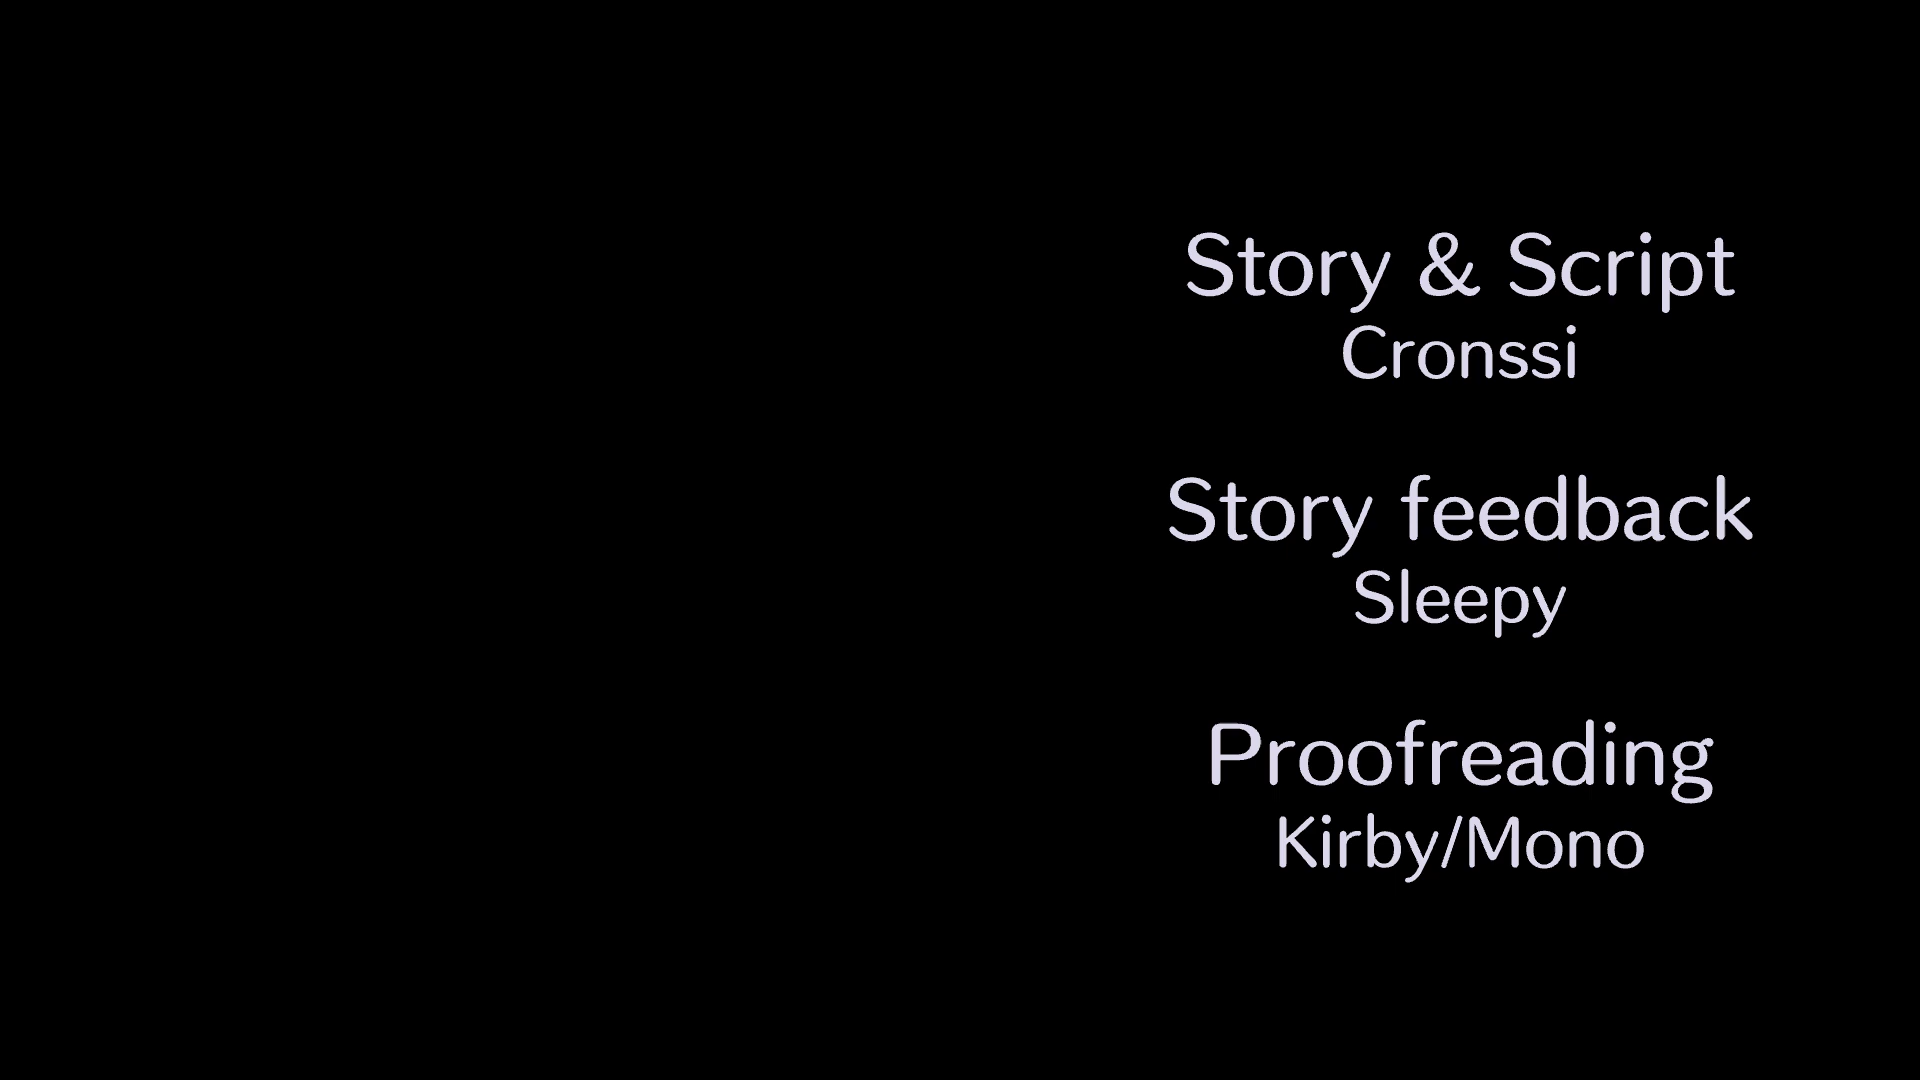 Story & Script
Cronssi
Story feedback
Sleepy
Proofreading
Kirby/Mono